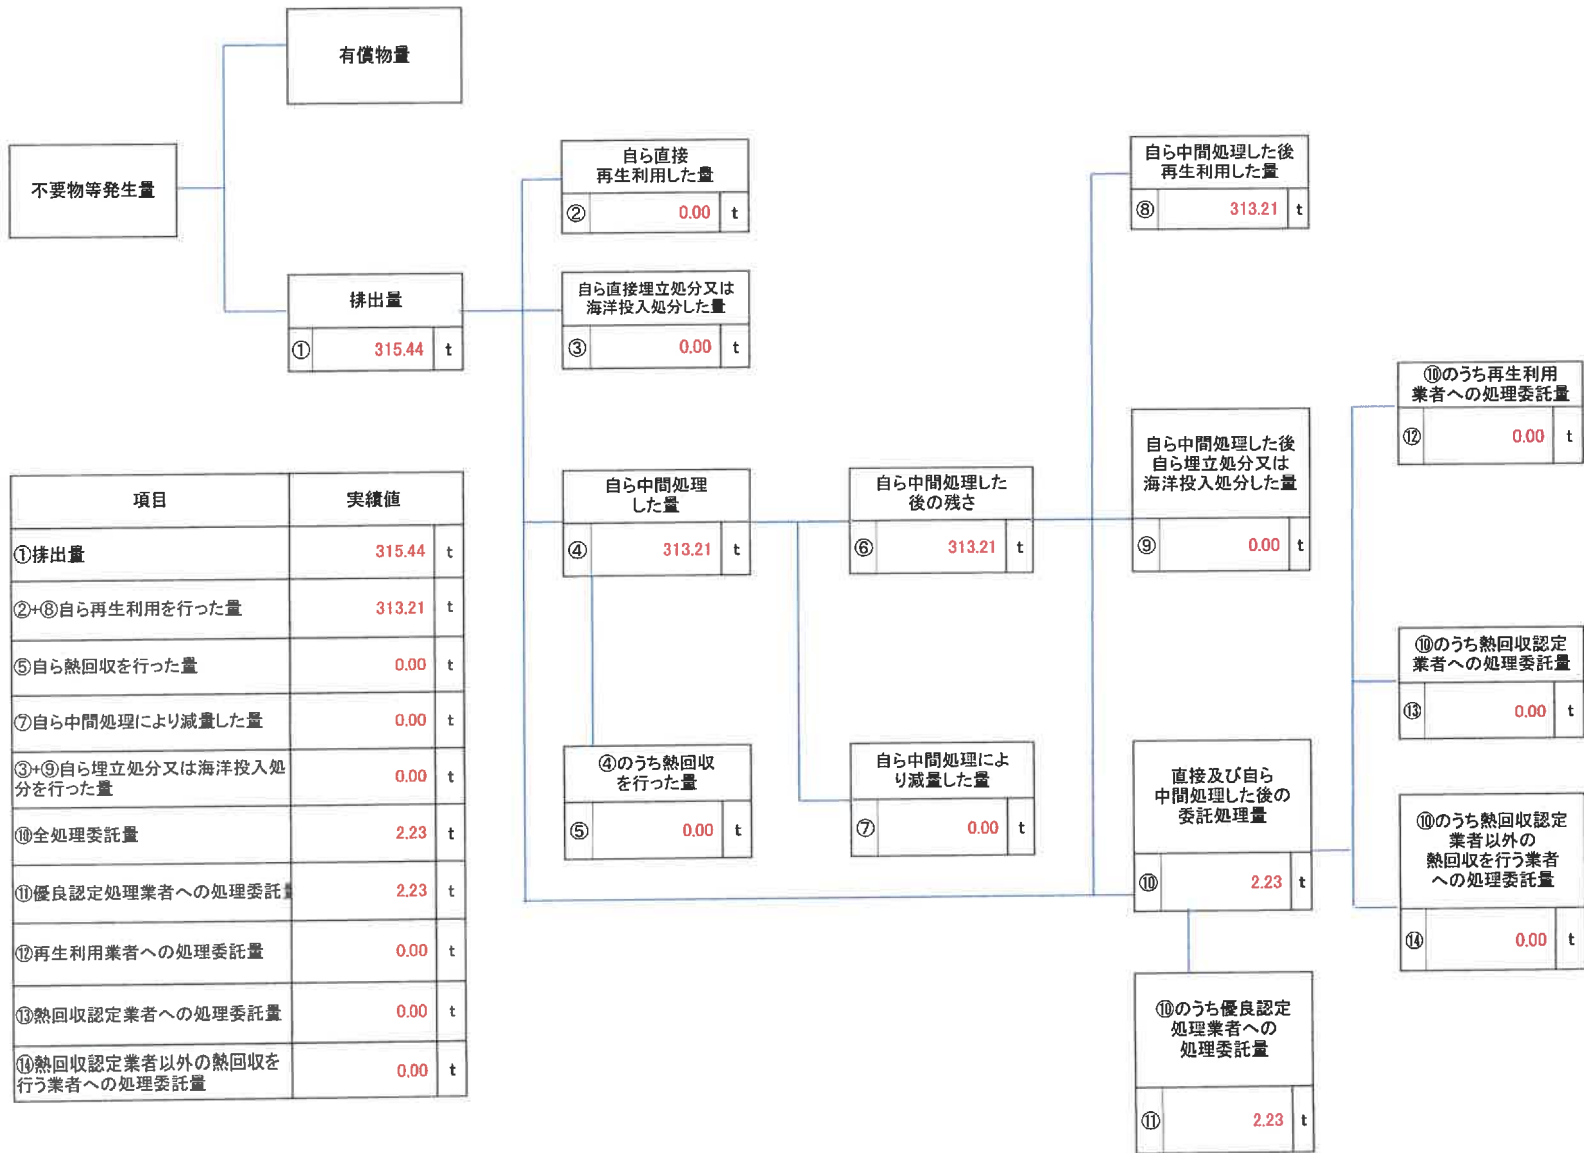 有償物量
不要物等発生量
排出量
① 315.44 t
自ら直接
再生利用した量
② 0.00 t
自ら直接埋立処分又は
海洋投入処分した量
③ 0.00 t
自ら中間処理
した量
④ 313.21 t
④のうち熱回収
を行った量
⑤ 0.00 t
自ら中間処理した
後の残さ
⑥ 313.21 t
自ら中間処理によ
り減量した量
⑦ 0.00 t
自ら中間処理した後
再生利用した量
⑧ 313.21 t
自ら中間処理した後
自ら埋立処分又は
海洋投入処分した量
⑨ 0.00 t
直接及び自ら
中間処理した後の
委託処理量
⑩ 2.23 t
⑩のうち優良認定
処理業者への
処理委託量
⑪ 2.23 t
⑩のうち再生利用
業者への処理委託量
⑫ 0.00 t
⑩のうち熱回収認定
業者への処理委託量
⑬ 0.00 t
⑩のうち熱回収認定
業者以外の
熱回収を行う業者
への処理委託量
⑭ 0.00 t
項目 実績値
①排出量 315.44 t
②+⑧自ら再生利用を行った量 313.21 t
⑤自ら熱回収を行った量 0.00 t
⑦自ら中間処理により減量した量 0.00 t
③+⑨自ら埋立処分又は海洋投入処
分を行った量 0.00 t
⑩全処理委託量 2.23 t
⑪優良認定処理業者への処理委託量 2.23 t
⑫再生利用業者への処理委託量 0.00 t
⑬熱回収認定業者への処理委託量 0.00 t
⑭熱回収認定業者以外の熱回収を
行う業者への処理委託量 0.00 t